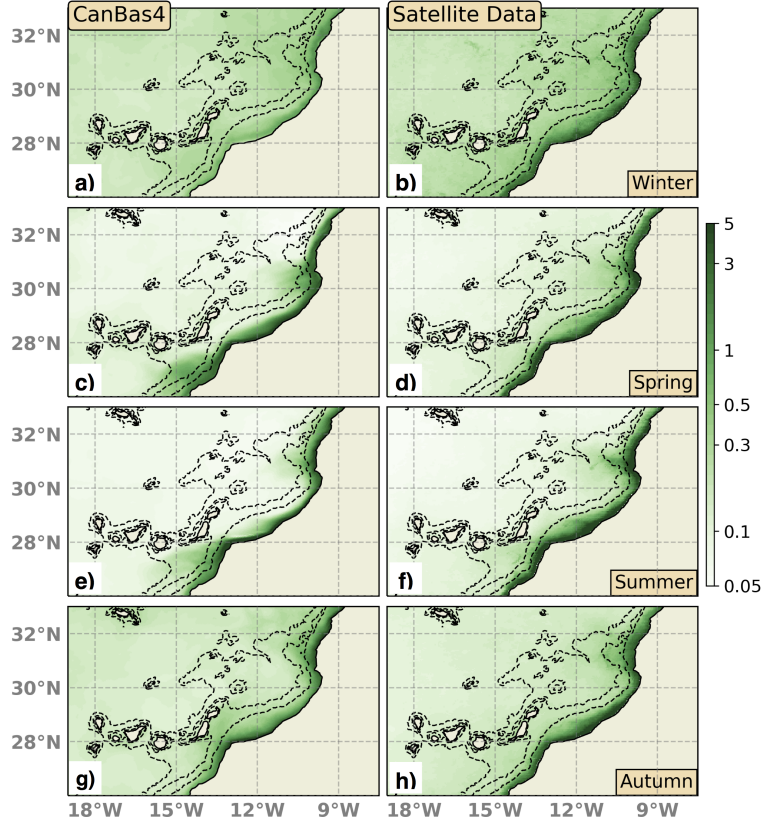 CanBas4 Satellite Data
32°N
30°N
28°N
a) b) Winter
32°N
30°N
28°N
c) d) Spring
32°N
30°N
28°N
e) f) Summer
32°N
30°N
28°N
g) h) Autumn
18°W 15°W 12°W 9°W 18°W 15°W 12°W 9°W
5
3
1
0.5
0.3
0.1
0.05